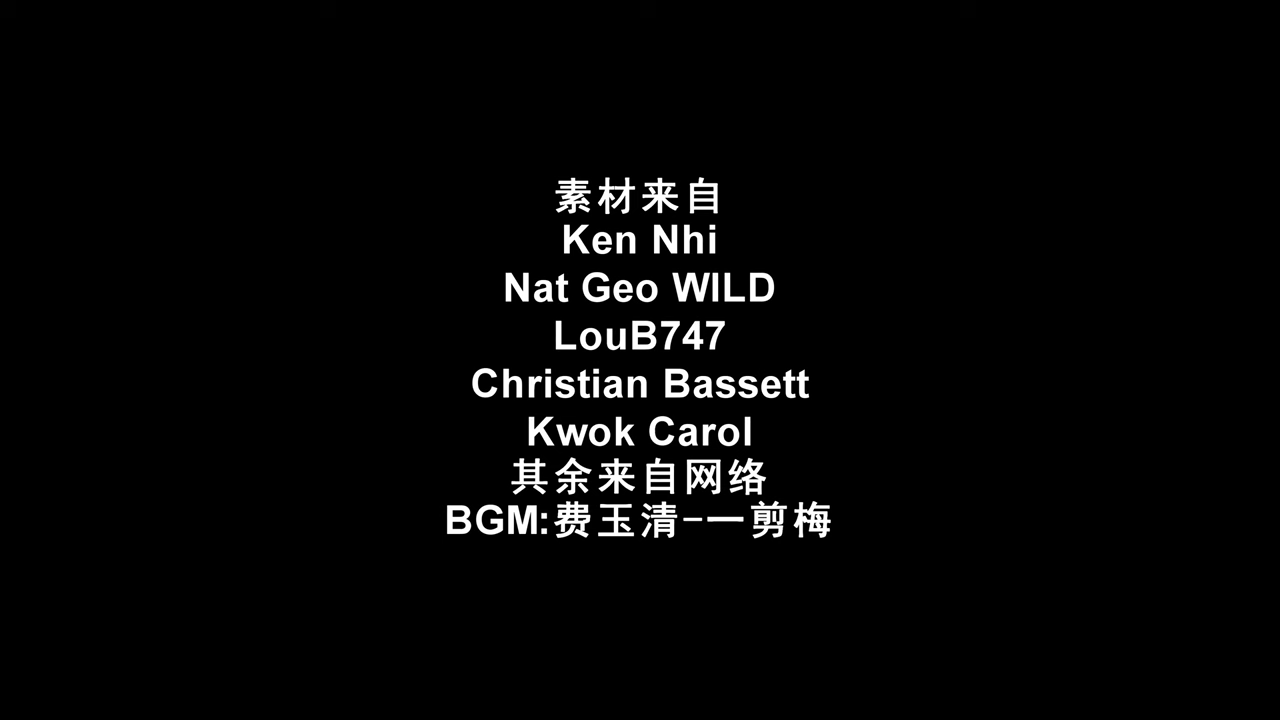 素材来自
Ken Nhi
Nat Geo WILD
LouB747
Christian Bassett
Kwok Carol
其余来自网络
BGM:费玉清-一剪梅